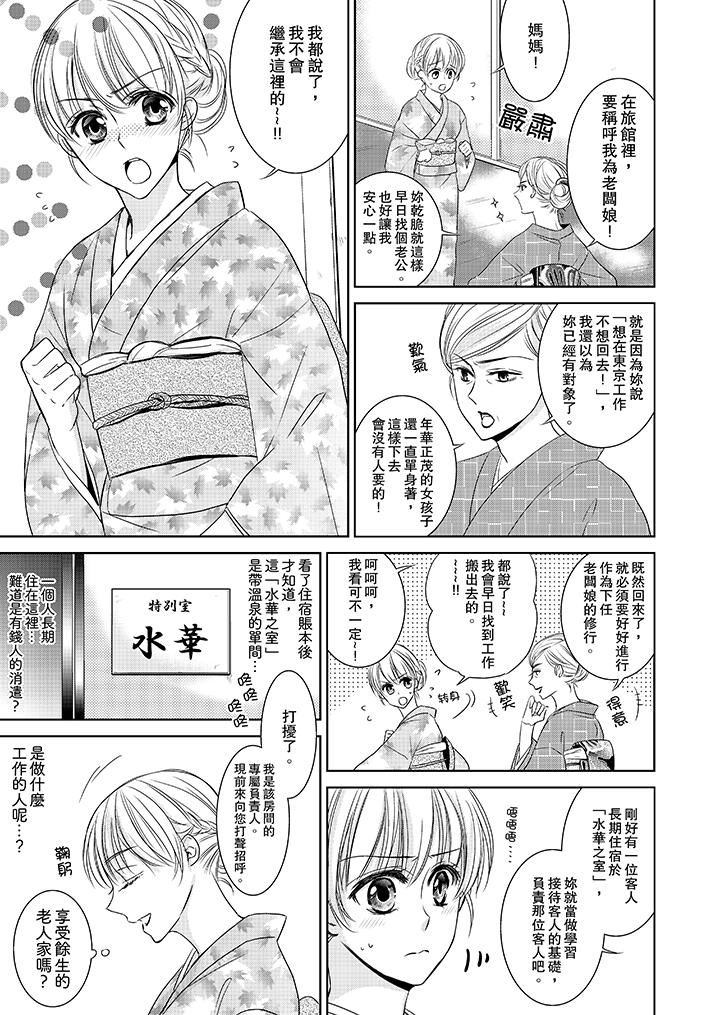 媽媽！
在旅館裡，
要稱呼我為老闆娘！
嚴肅
妳乾脆就這樣
早日找個老公。
也好讓我
安心一點。
我都說了，
我不會
繼承這裡的~~!!
就是因為妳說
「想在東京工作
不想回去！」，
我還以為
妳已經有對象了。
歎氣
年華正茂的女孩子
還一直單身著，
這樣下去
會沒有人要的！
既然回來了，
就必須要好好進行
作為下任
老闆娘的修行。
得意
都說了~~
我會早日找到工作
搬出去的。
~~~!!
歡笑
呵呵呵，
我看可不一定~！
转身
剛好有一位客人
長期住宿於
「水華之室」，
妳就當做學習
接待客人的基礎，
負責那位客人吧。
唔唔唔……
看了住宿賬本後
才知道，
這「水華之室」
是帶溫泉的單間…
特別室
水華
一個人長期
住在這裡…
難道是有錢人的消遣？
咚咚
咚咚
打擾了。
我是該房間的
專屬負責人。
現前來向您打聲招呼。
是做什麼
工作的人呢…？
鞠躬
享受餘生的
老人家嗎？